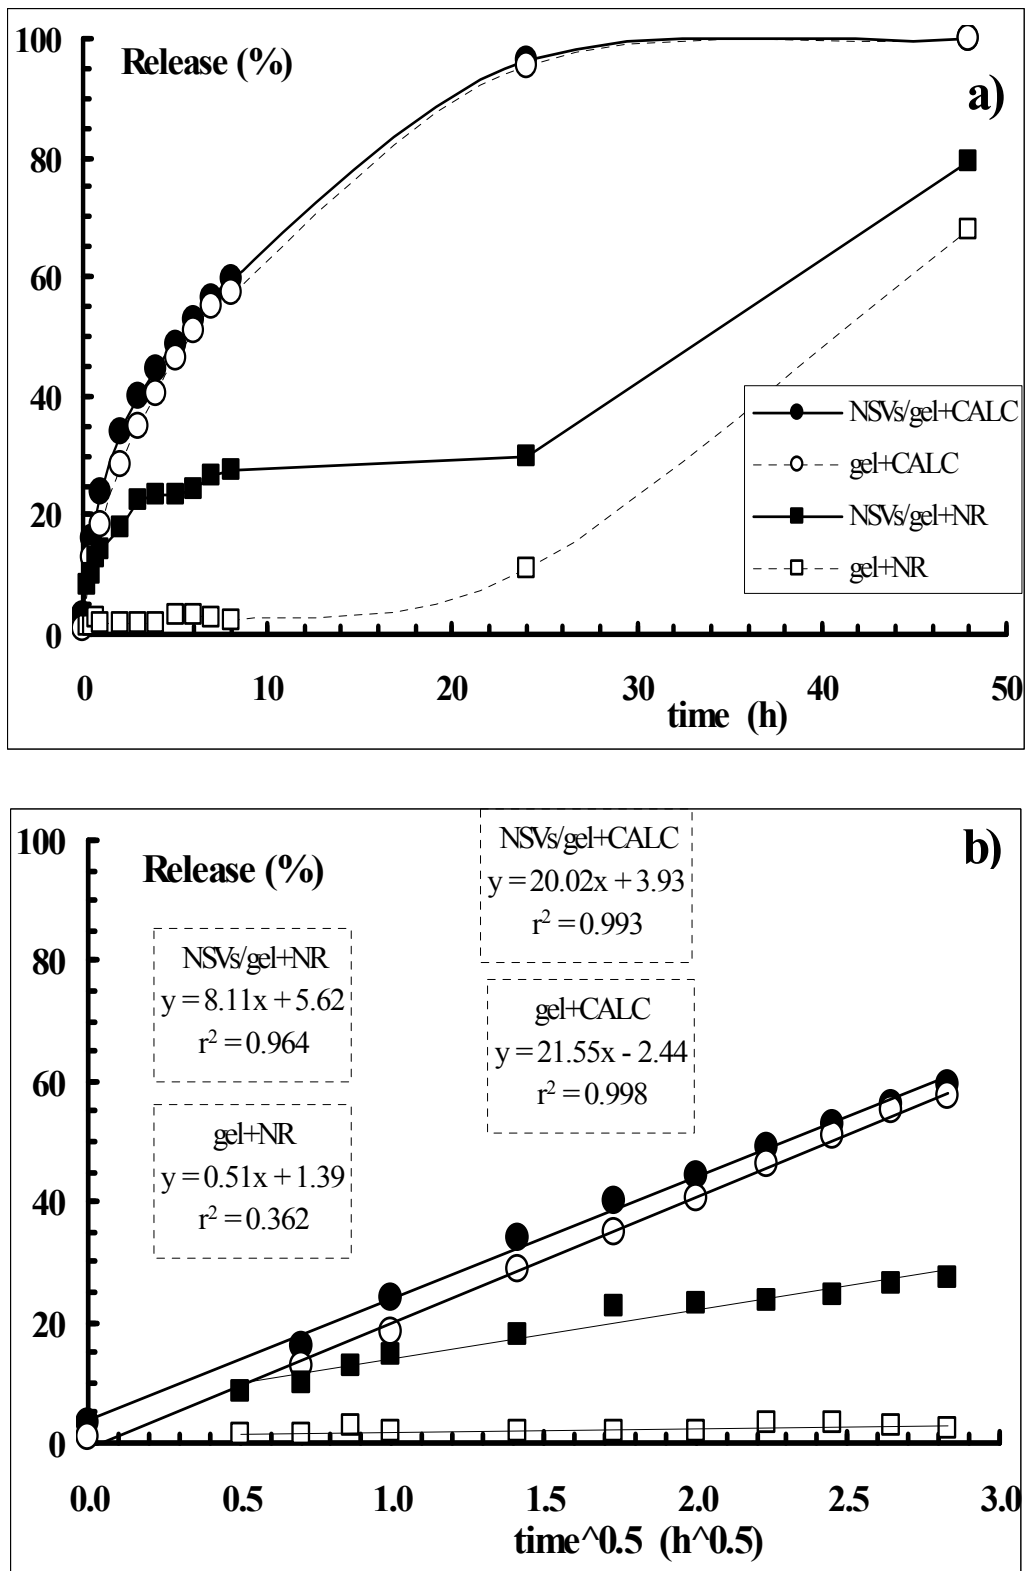 100
Release (%)
a)
80
60
40
NSVs/gel+CALC
gel+CALC
20
NSVs/gel+NR
gel+NR
0
0 10 20 30 40 50
time (h)
100
NSVs/gel+CALC
b)
Release (%)
y = 20.02x + 3.93
r² = 0.993
80
NSVs/gel+NR
y = 8.11x + 5.62
r² = 0.964
gel+CALC
y = 21.55x - 2.44
r² = 0.998
60
gel+NR
y = 0.51x + 1.39
r² = 0.362
40
20
0
0.0 0.5 1.0 1.5 2.0 2.5 3.0
time^0.5 (h^0.5)